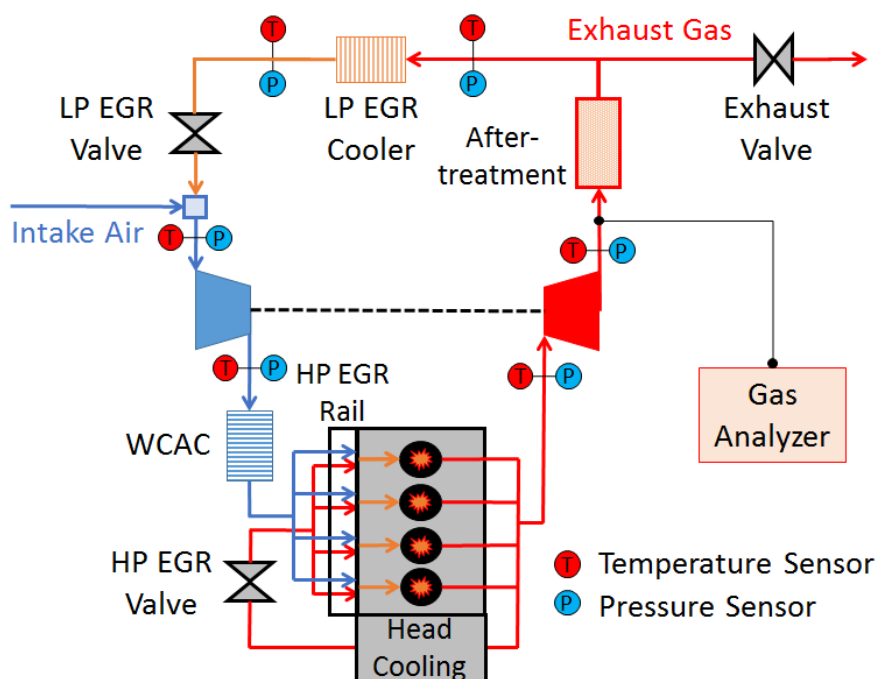 T
T
Exhaust Gas
P
P
LP EGR
Valve
LP EGR
Cooler
After-
treatment
Exhaust
Valve
Intake Air
T P
T P
T P
HP EGR
Rail
T P
WCAC
Gas
Analyzer
HP EGR
Valve
T Temperature Sensor
P Pressure Sensor
Head
Cooling